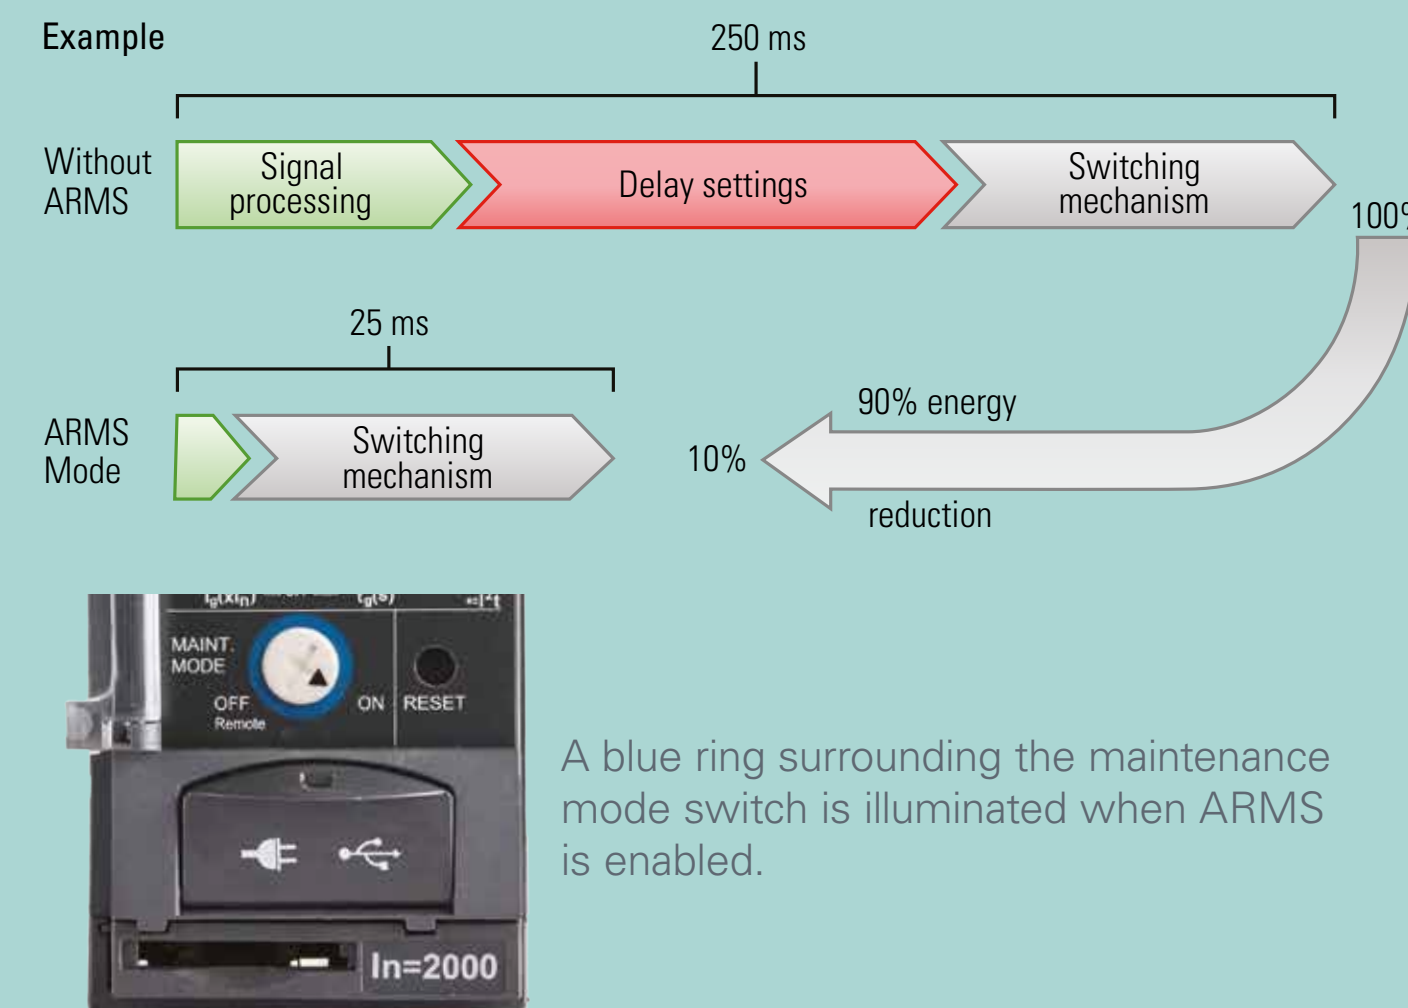 Example
250 ms
Without
ARMS
Signal
processing
Delay settings
Switching
mechanism
100%
25 ms
ARMS
Mode
Switching
mechanism
10%
90% energy
reduction
MAINT.
MODE
OFF
Remote
ON
RESET
In=2000
A blue ring surrounding the maintenance
mode switch is illuminated when ARMS
is enabled.